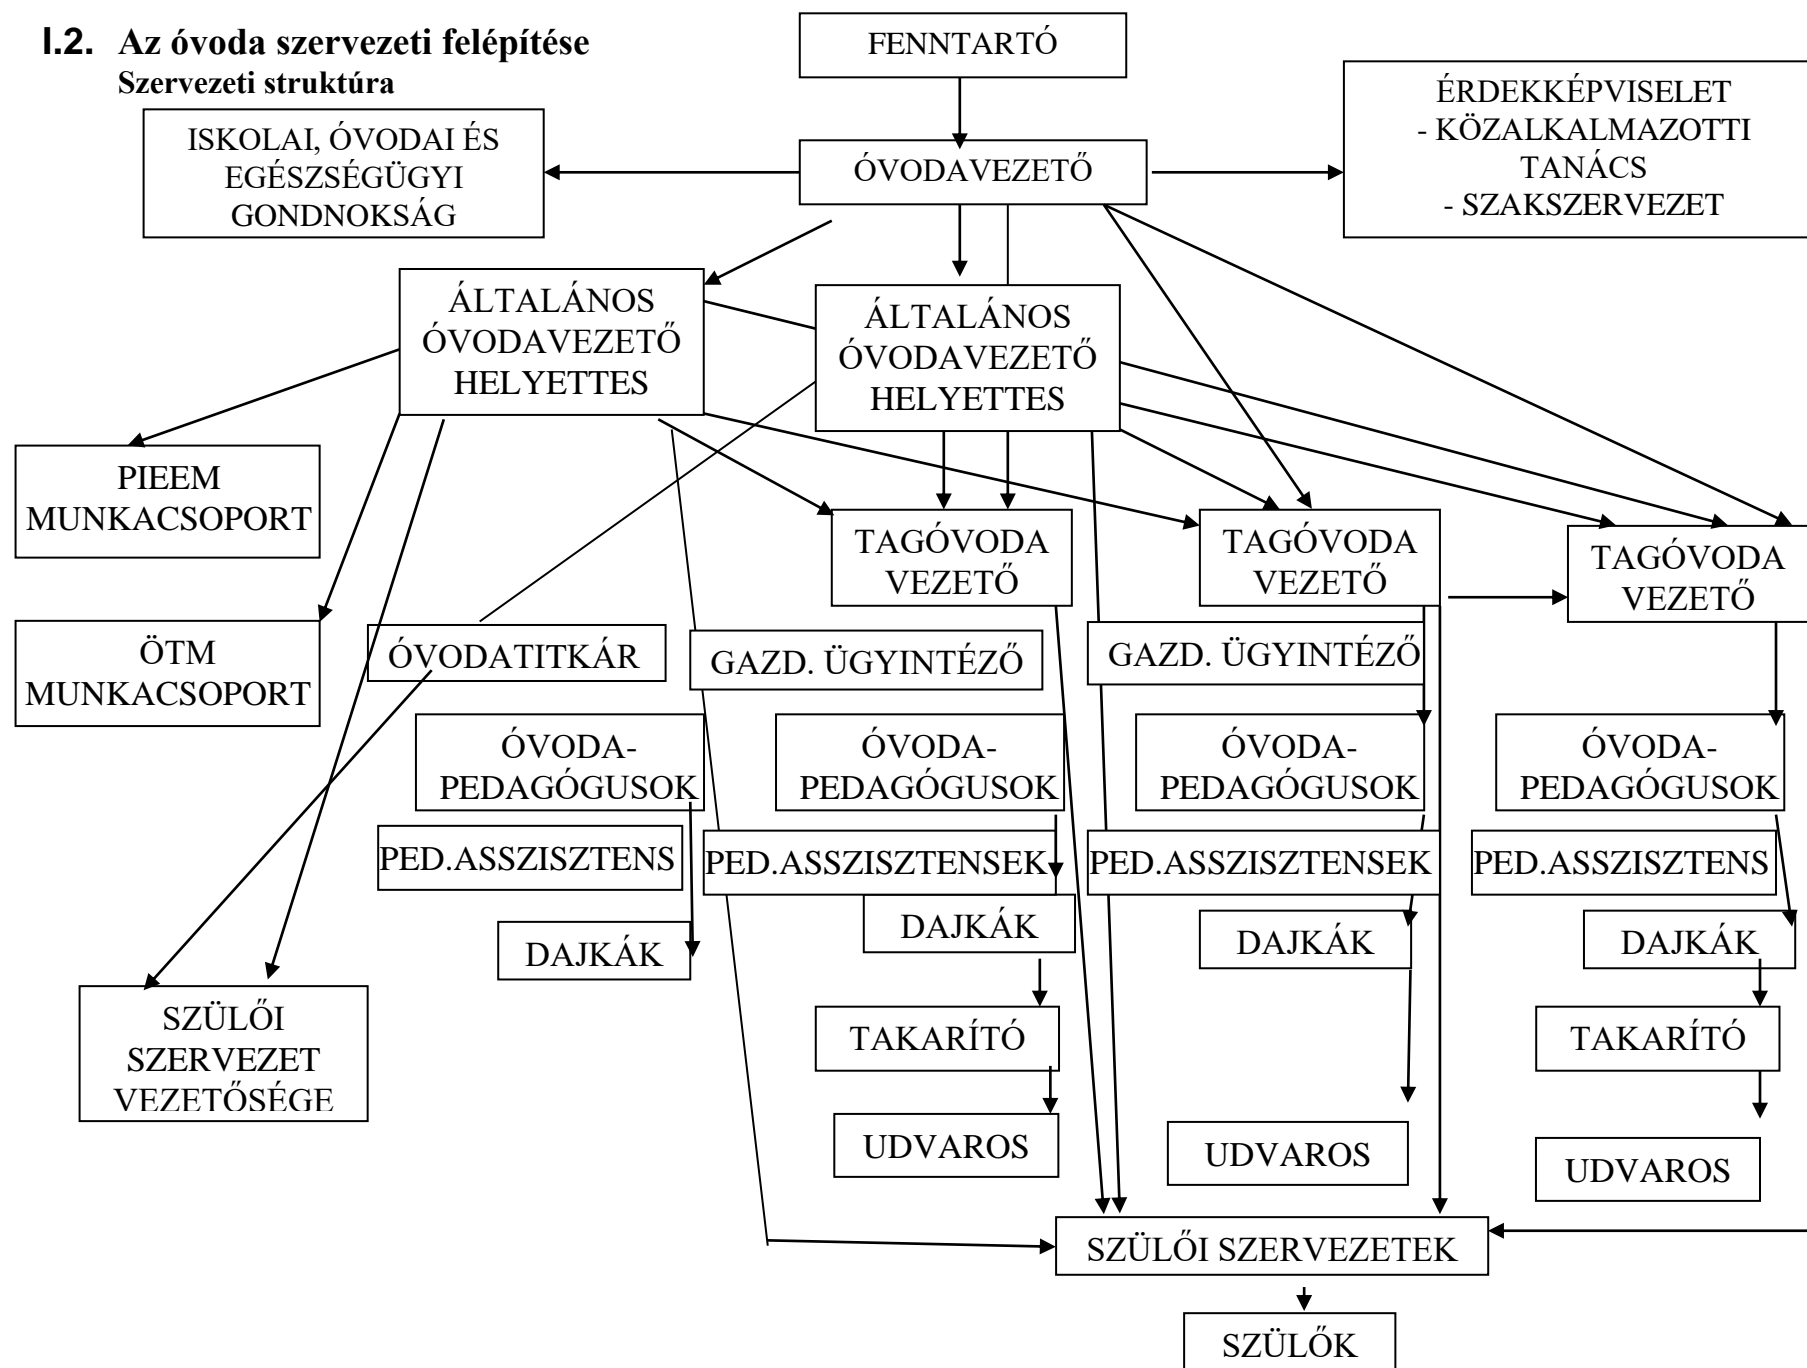 I.2. Az óvoda szervezeti felépítése
Szervezeti struktúra
FENNTARTÓ
ÉRDEKKÉPVISELET
- KÖZALKALMAZOTTI
TANÁCS
- SZAKSZERVEZET
ISKOLAI, ÓVODAI ÉS
EGÉSZSÉGÜGYI
GONDNOKSÁG
ÓVODAVEZETŐ
ÁLTALÁNOS
ÓVODAVEZETŐ
HELYETTES
ÁLTALÁNOS
ÓVODAVEZETŐ
HELYETTES
PIEEM
MUNKACSOPORT
TAGÓVODA
VEZETŐ
TAGÓVODA
VEZETŐ
TAGÓVODA
VEZETŐ
ÖTM
MUNKACSOPORT
ÓVODATITKÁR
GAZD. ÜGYINTÉZŐ
GAZD. ÜGYINTÉZŐ
ÓVODA-
PEDAGÓGUSOK
ÓVODA-
PEDAGÓGUSOK
ÓVODA-
PEDAGÓGUSOK
ÓVODA-
PEDAGÓGUSOK
PED.ASSZISZTENS
PED.ASSZISZTENSEK
PED.ASSZISZTENSEK
PED.ASSZISZTENS
DAJKÁK
DAJKÁK
DAJKÁK
DAJKÁK
SZÜLŐI
SZERVEZET
VEZETŐSÉGE
TAKARÍTÓ
TAKARÍTÓ
UDVAROS
UDVAROS
UDVAROS
SZÜLŐI SZERVEZETEK
SZÜLŐK